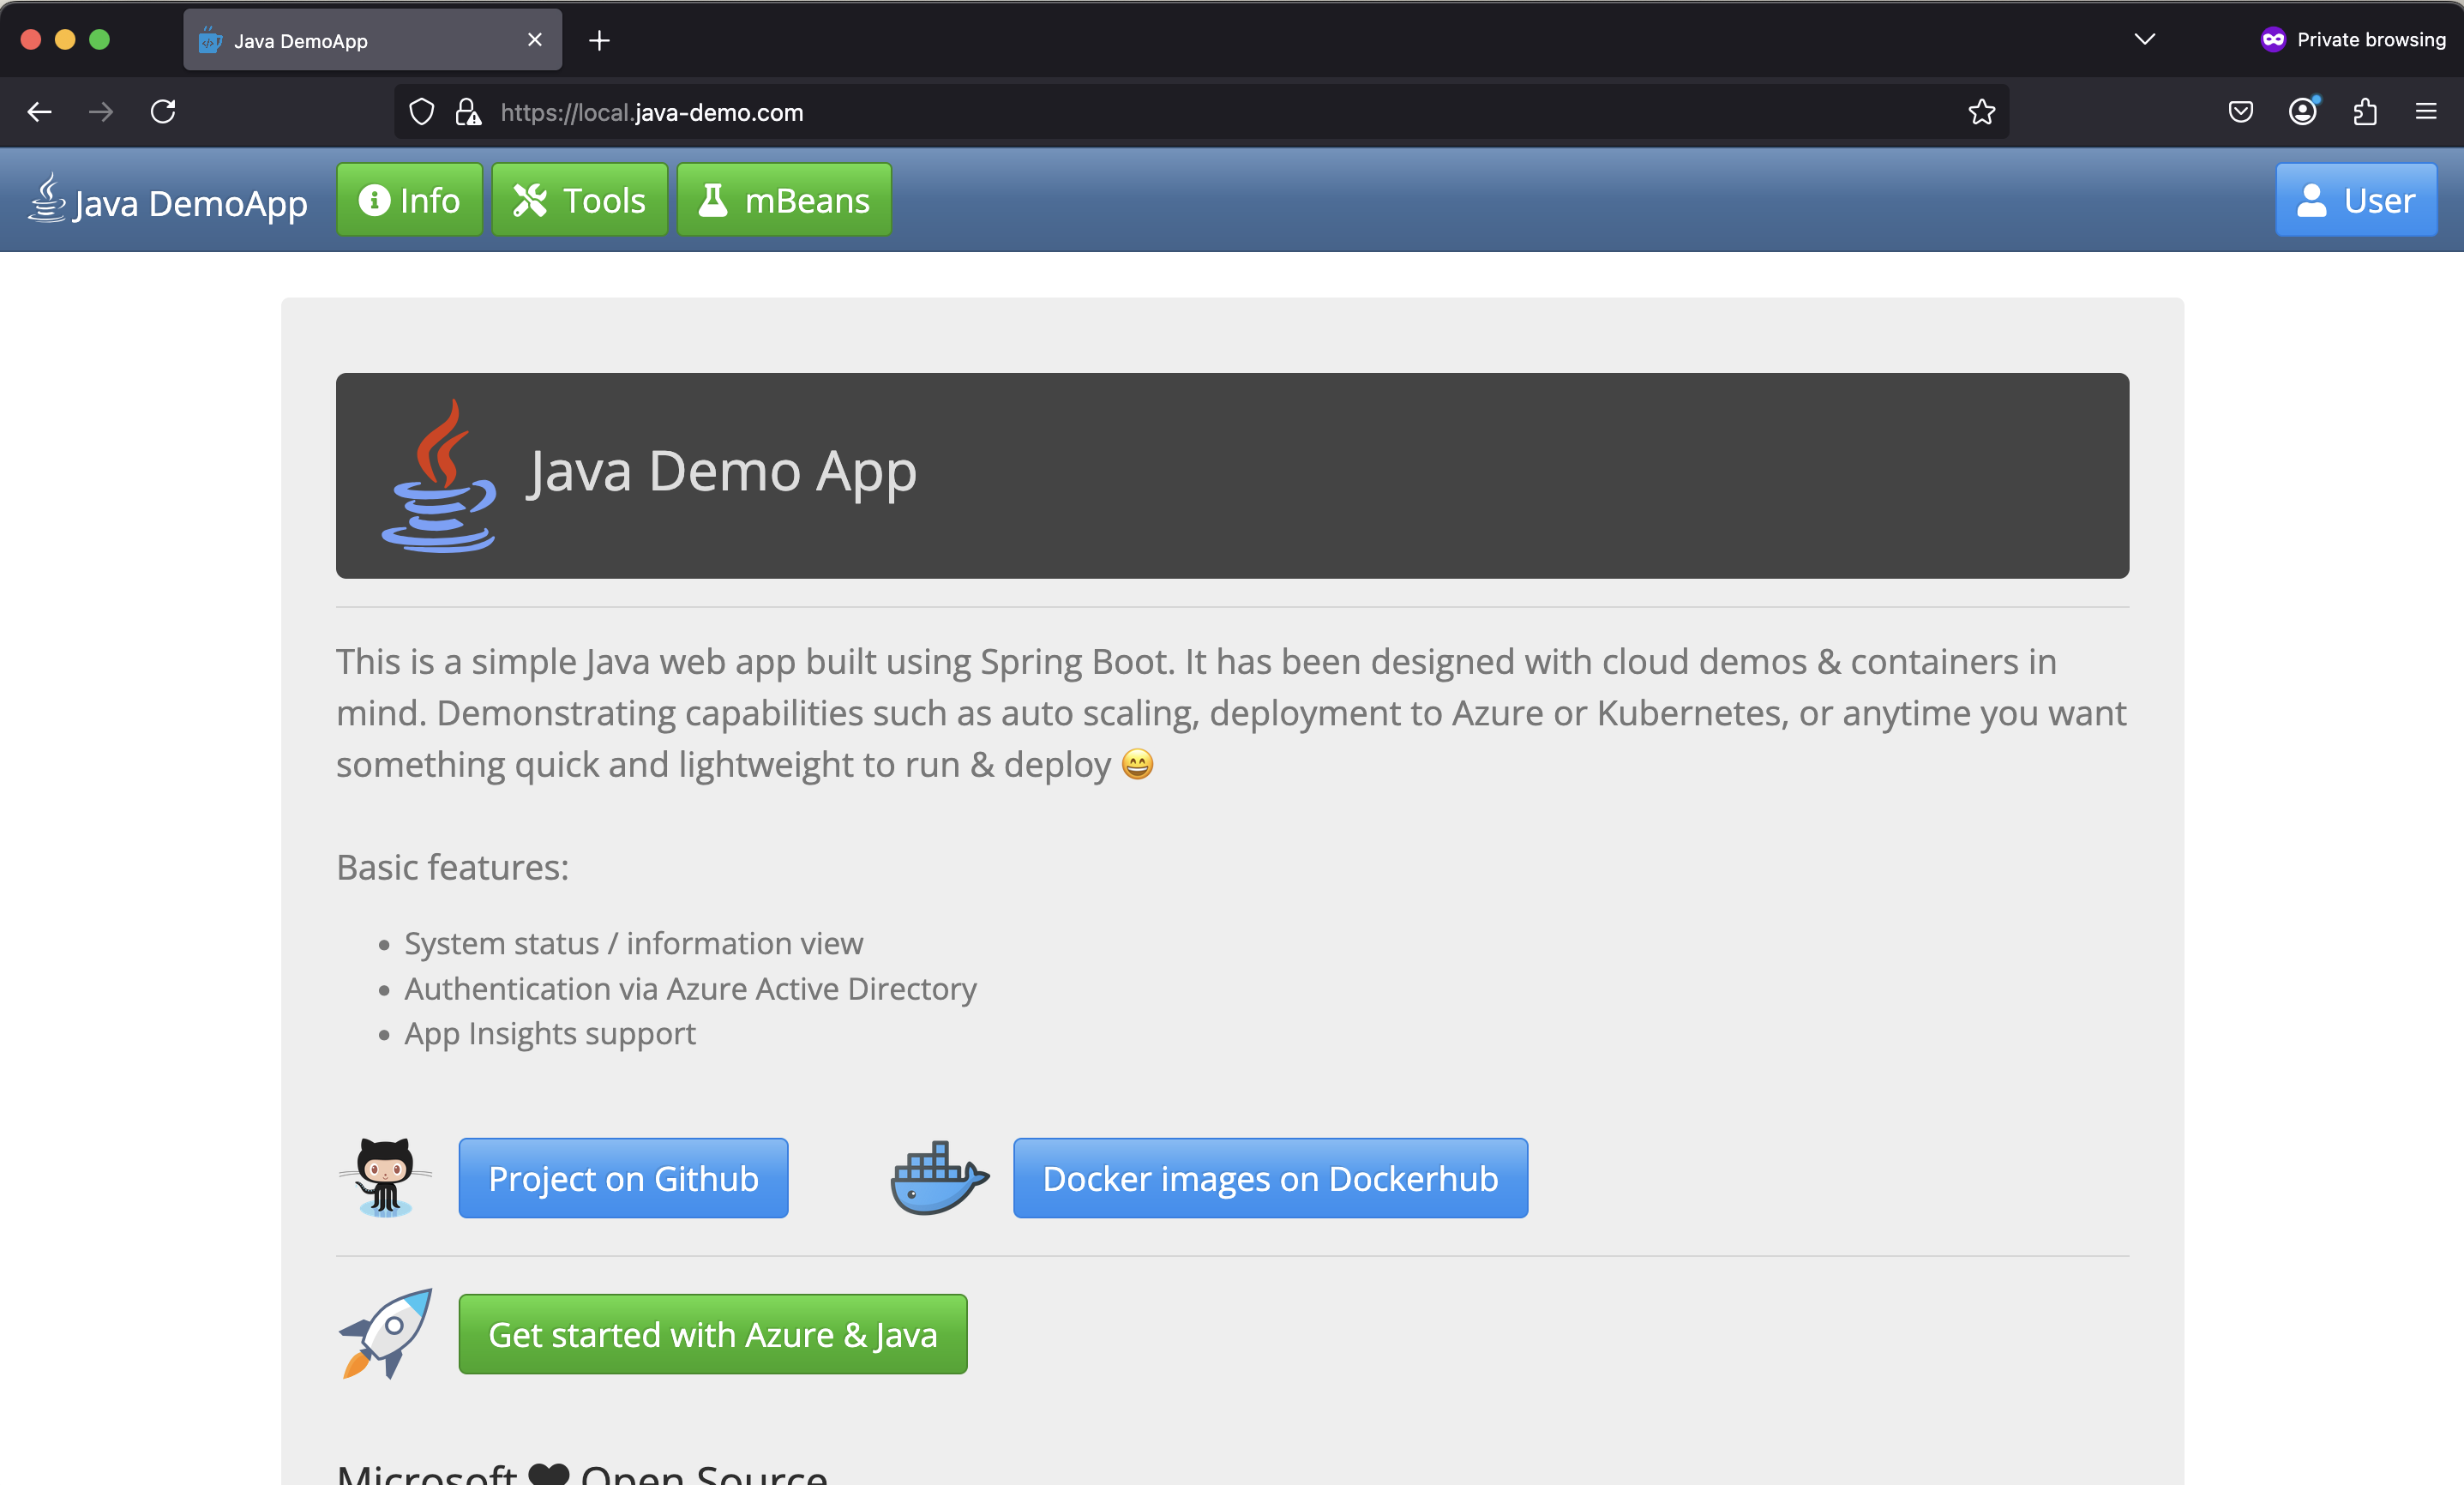 Java DemoApp
Private browsing
https://local.java-demo.com
Java DemoApp
Info
Tools
mBeans
User
Java Demo App
This is a simple Java web app built using Spring Boot. It has been designed with cloud demos & containers in
mind. Demonstrating capabilities such as auto scaling, deployment to Azure or Kubernetes, or anytime you want
something quick and lightweight to run & deploy 😄
Basic features:
• System status / information view
• Authentication via Azure Active Directory
• App Insights support
Project on Github
Docker images on Dockerhub
Get started with Azure & Java
Microsoft ♥ Open Source